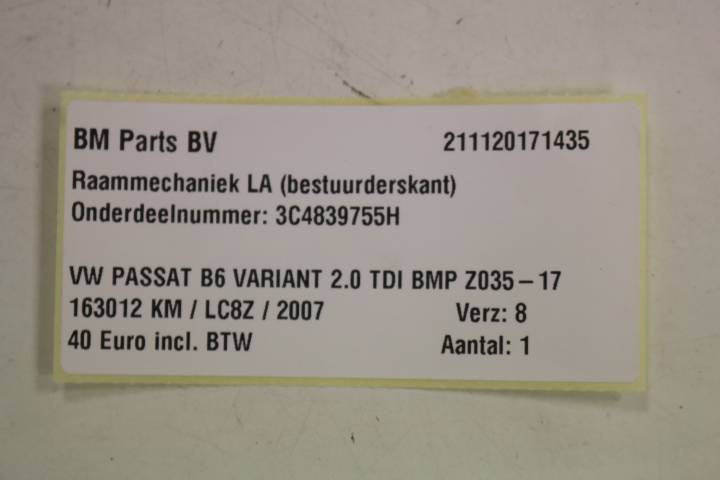 BM Parts BV 211120171435
Raammechaniek LA (bestuurderskant)
Onderdeelnummer: 3C4839755H
VW PASSAT B6 VARIANT 2.0 TDI BMP Z035-17
163012 KM / LC8Z / 2007 Verz: 8
40 Euro incl. BTW Aantal: 1